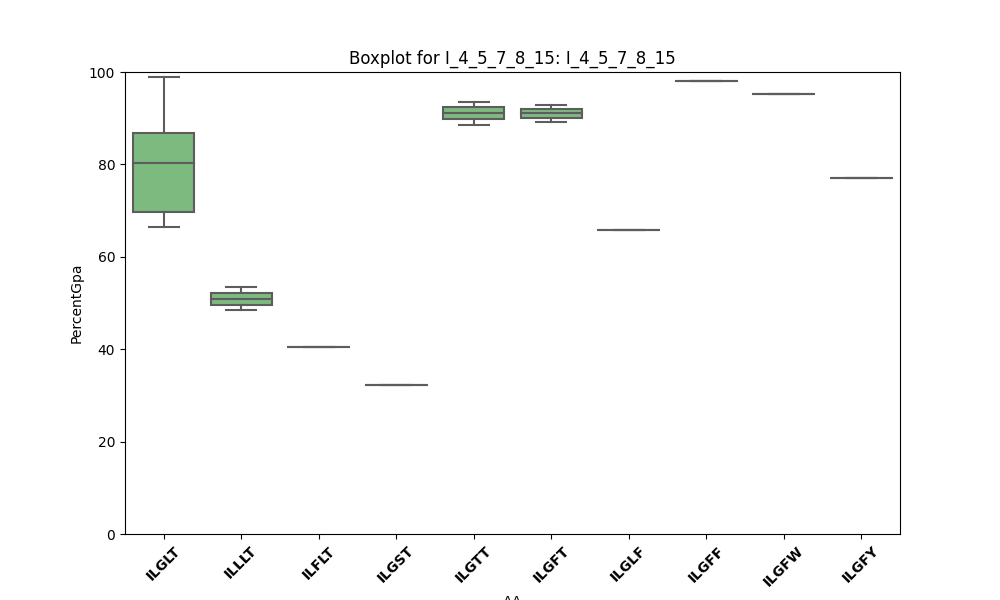 Boxplot for I_4_5_7_8_15: I_4_5_7_8_15
100
80
60
40
20
0
PercentGpa
ILGLT
ILLLT
ILFLT
ILGST
ILGTT
ILGFT
ILGLF
ILGFF
ILGFW
ILGFY
AA